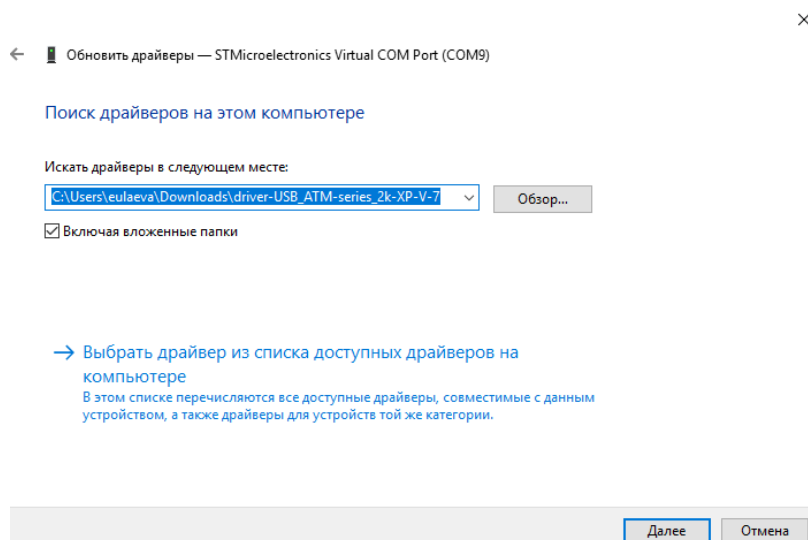 Обновить драйверы — STMicroelectronics Virtual COM Port (COM9)
Поиск драйверов на этом компьютере
Искать драйверы в следующем месте:
C:\Users\eulaeva\Downloads\driver-USB_ATM-series_2k-XP-V-7
Обзор...
Включая вложенные папки
Выбрать драйвер из списка доступных драйверов на
компьютере
В этом списке перечисляются все доступные драйверы, совместимые с данным
устройством, а также драйверы для устройств той же категории.
Далее
Отмена